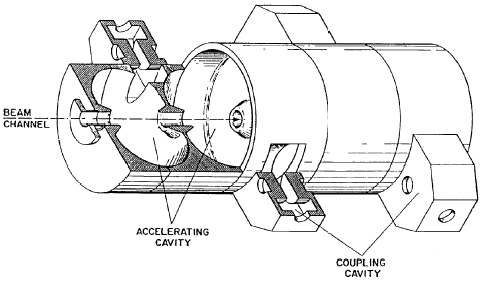 BEAM
CHANNEL
ACCELERATING
CAVITY
COUPLING
CAVITY